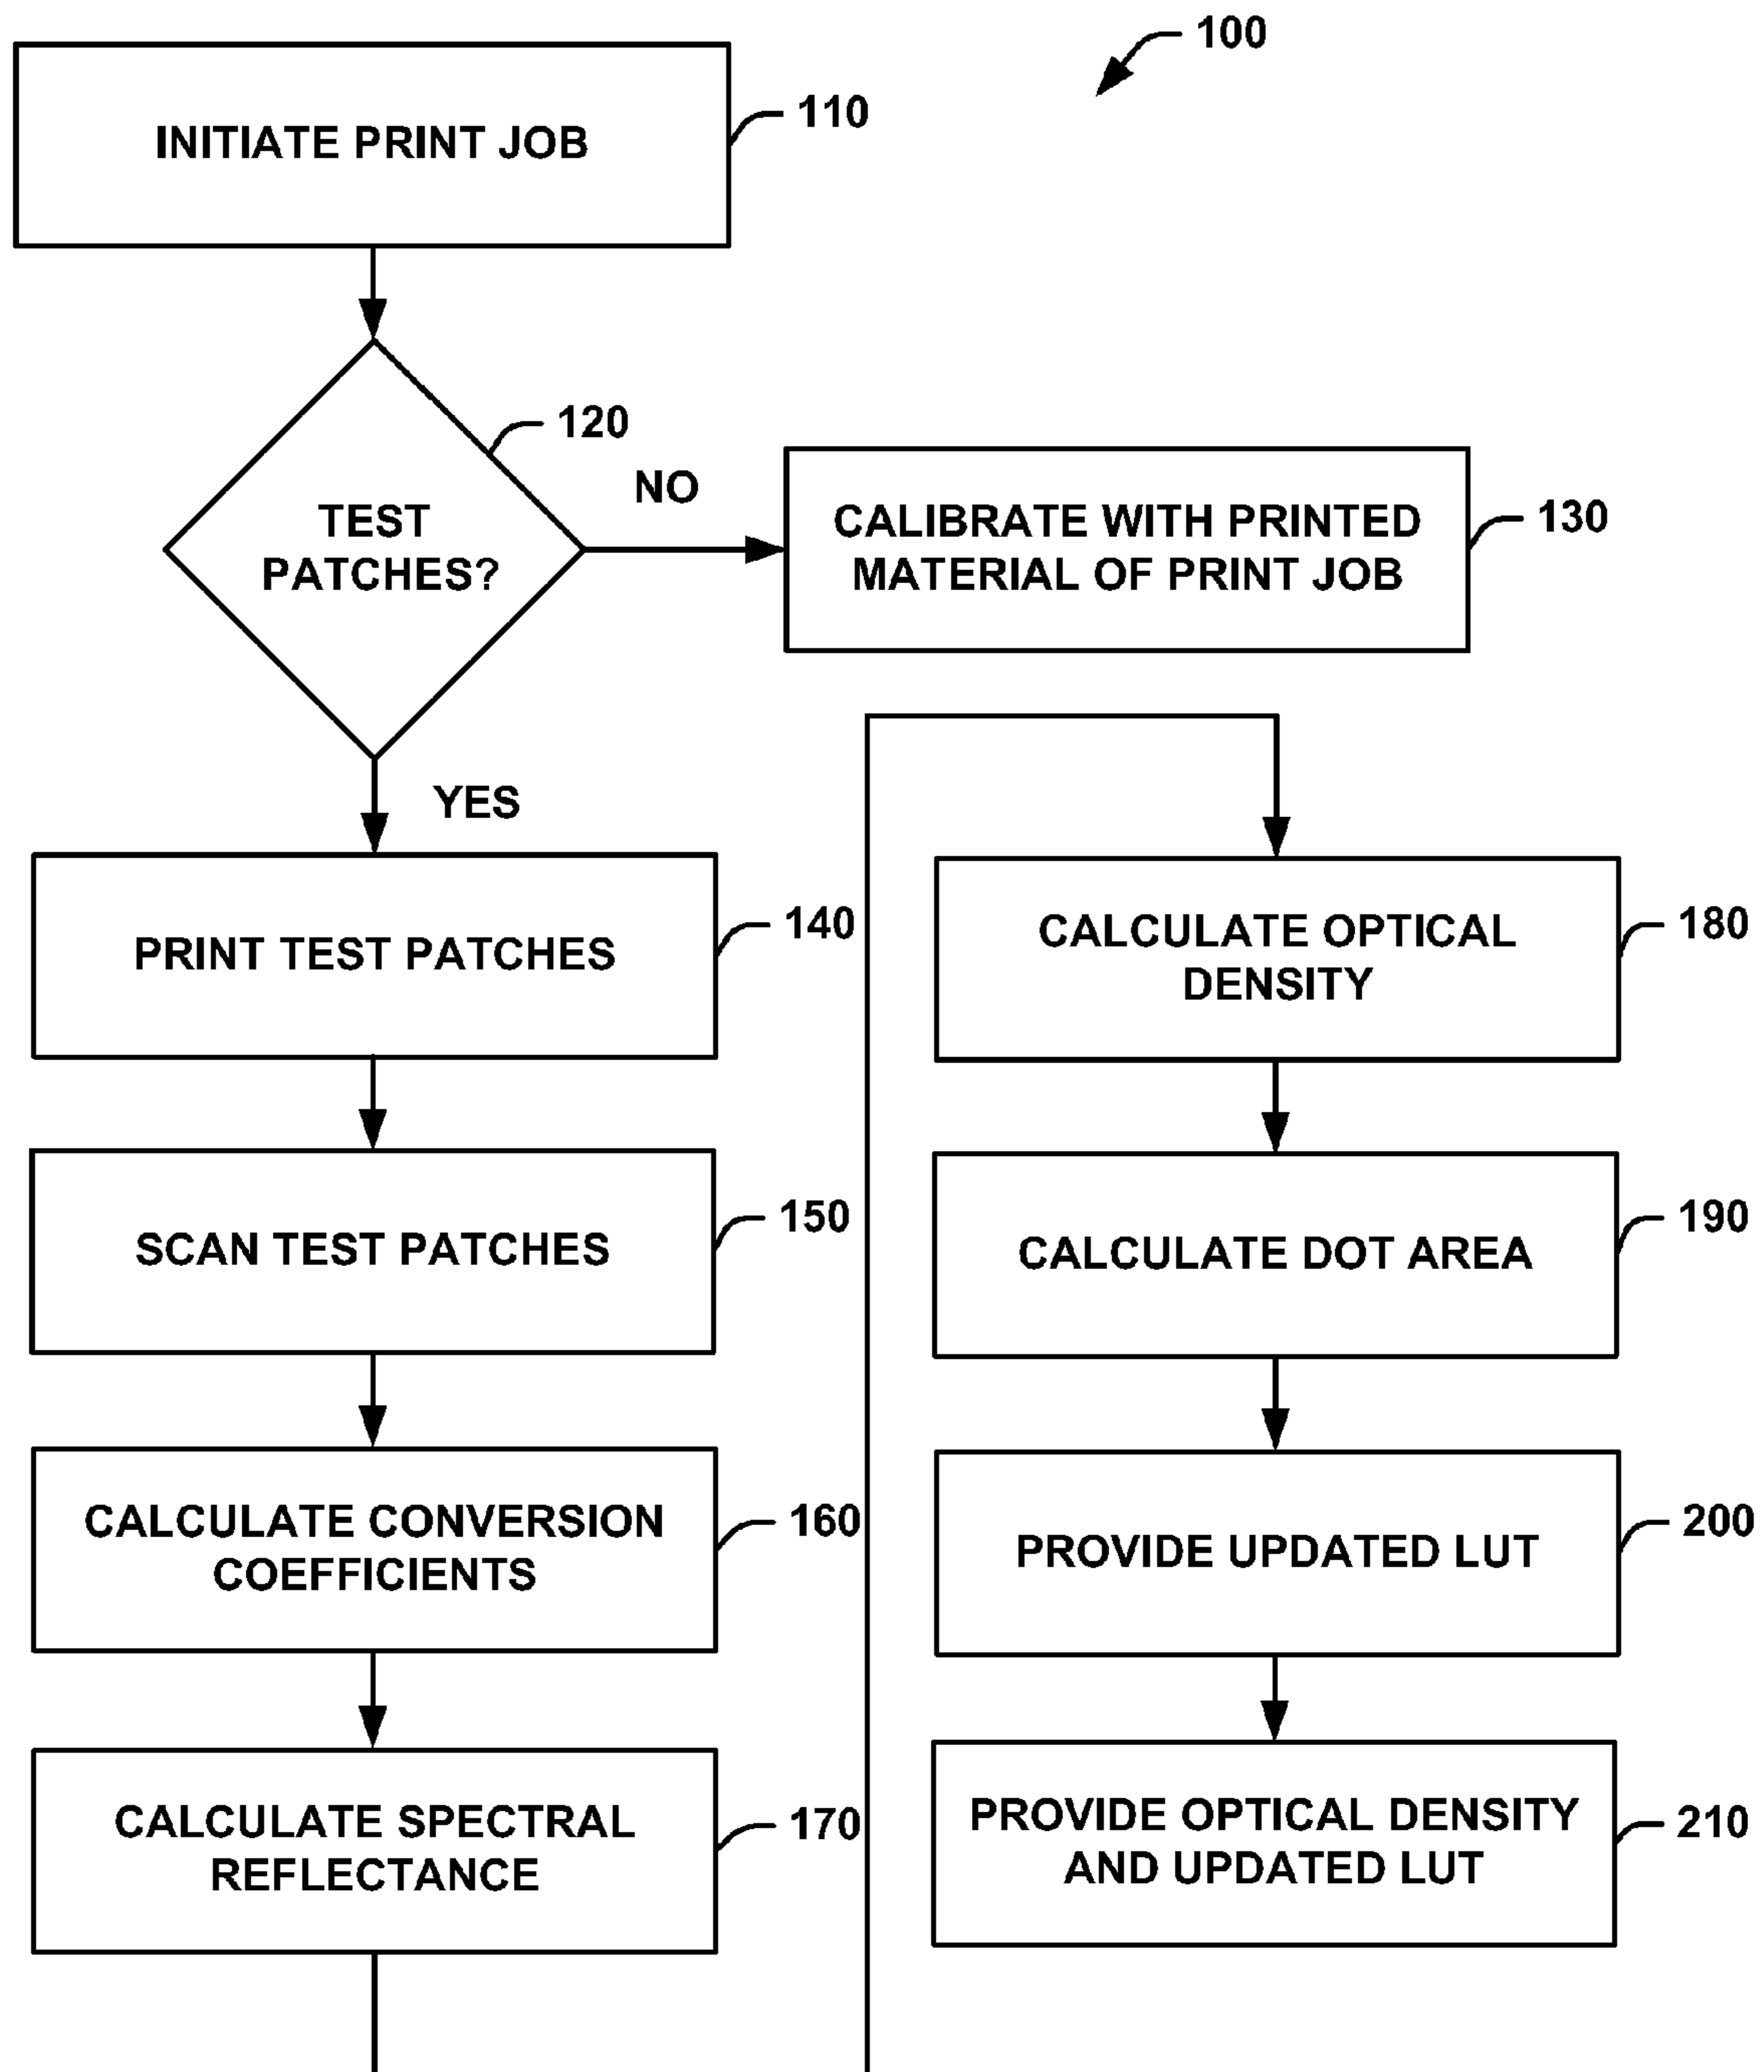 100
INITIATE PRINT JOB
110
120
TEST
PATCHES?
NO
CALIBRATE WITH PRINTED
MATERIAL OF PRINT JOB
130
YES
PRINT TEST PATCHES
140
SCAN TEST PATCHES
150
CALCULATE CONVERSION
COEFFICIENTS
160
CALCULATE SPECTRAL
REFLECTANCE
170
CALCULATE OPTICAL
DENSITY
180
CALCULATE DOT AREA
190
PROVIDE UPDATED LUT
200
PROVIDE OPTICAL DENSITY
AND UPDATED LUT
210